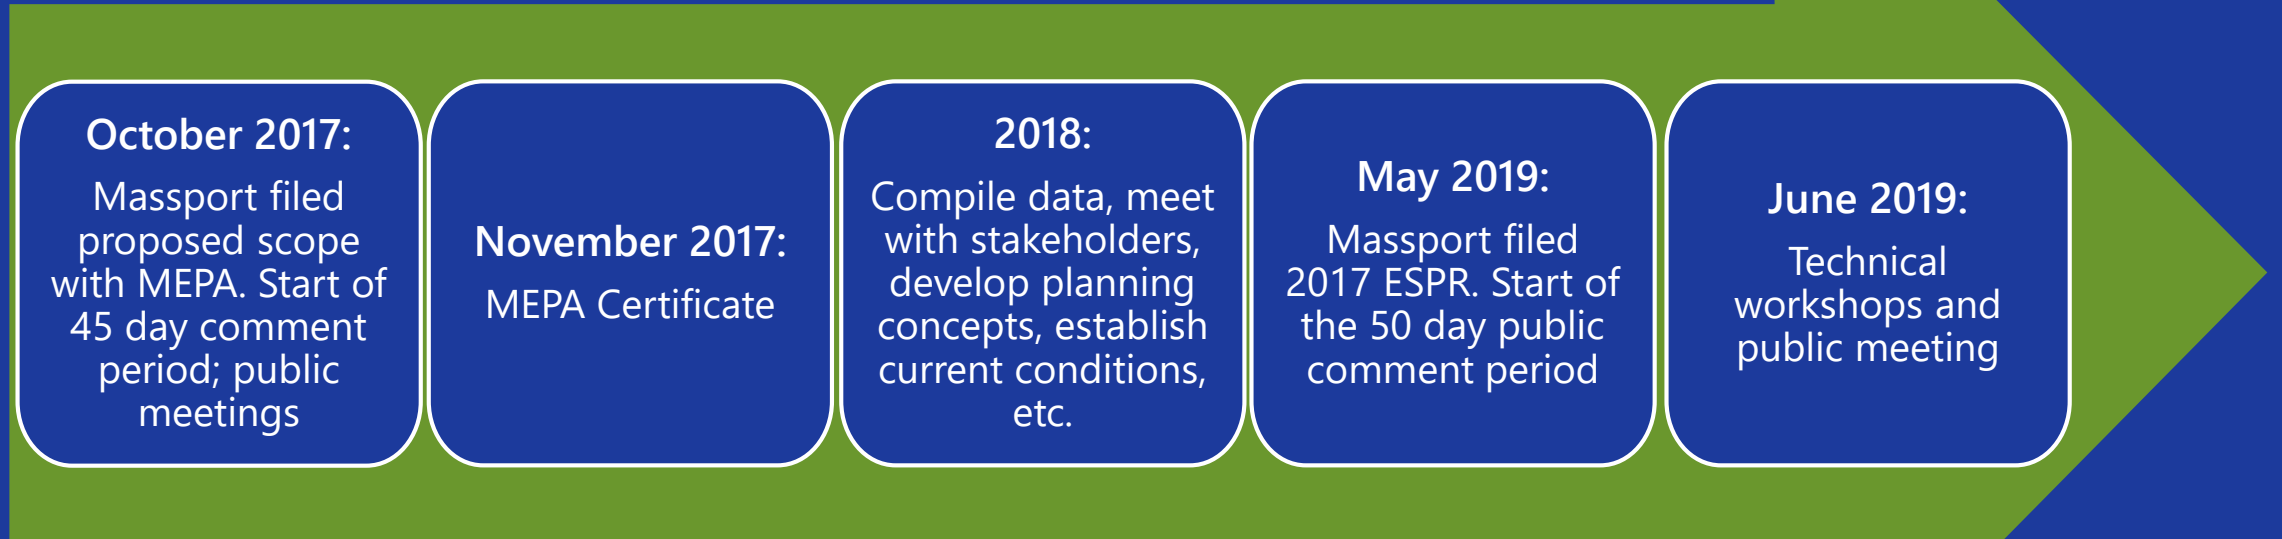 October 2017:
Massport filed
proposed scope
with MEPA. Start of
45 day comment
period; public
meetings
November 2017:
MEPA Certificate
2018:
Compile data, meet
with stakeholders,
develop planning
concepts, establish
current conditions,
etc.
May 2019:
Massport filed
2017 ESPR. Start of
the 50 day public
comment period
June 2019:
Technical
workshops and
public meeting